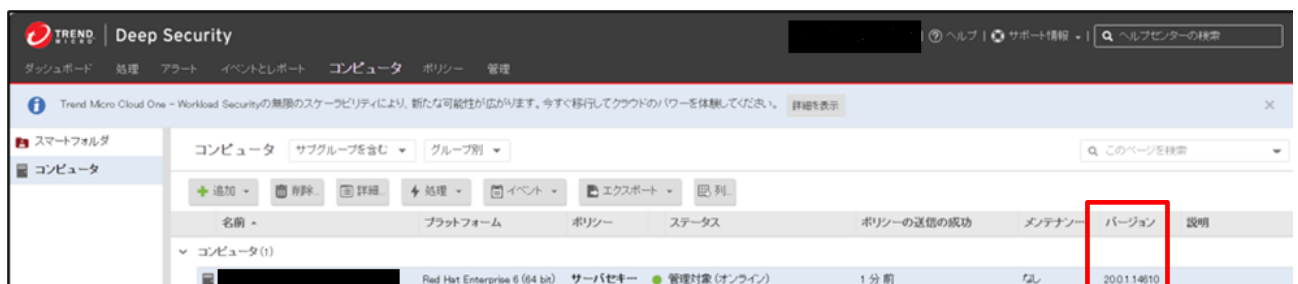 TREND MICRO | Deep Security
| ヘルプ | サポート情報 | ヘルプセンターの検索
ダッシュボード 処理 アラート イベントとレポート コンピュータ ポリシー 管理
Trend Micro Cloud One - Workload Securityの無限のスケーラビリティにより、新たな可能性が広がります。今すぐ移行してクラウドのパワーを体験してください。 詳細を表示
スマートフォルダ
コンピュータ
コンピュータ サブグループを含む グループ別 このページを検索
追加 削除... 詳細... 処理 イベント エクスポート 列...
名前 プラットフォーム ポリシー ステータス ポリシーの送信の成功 メンテナン… バージョン 説明
コンピュータ (1)
Red Hat Enterprise 6 (64 bit) サーバセキ… 管理対象 (オンライン) 1 分 前 なし 20.0.1.14610